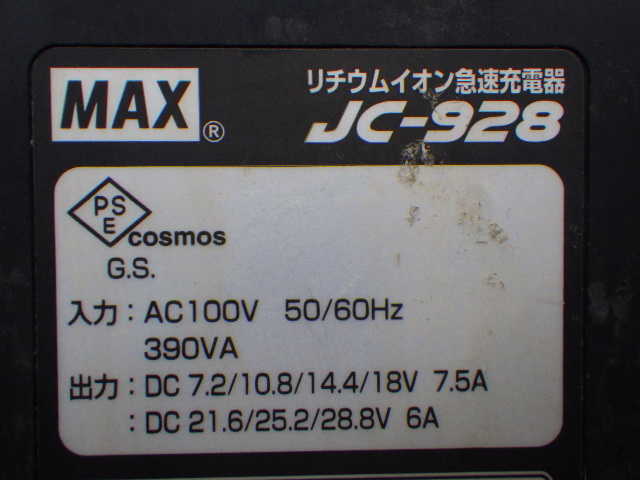 MAX®
リチウムイオン急速充電器
JC-928
PS
E
cosmos
G.S.
入力：AC100V 50/60Hz
390VA
出力：DC 7.2/10.8/14.4/18V 7.5A
：DC 21.6/25.2/28.8V 6A